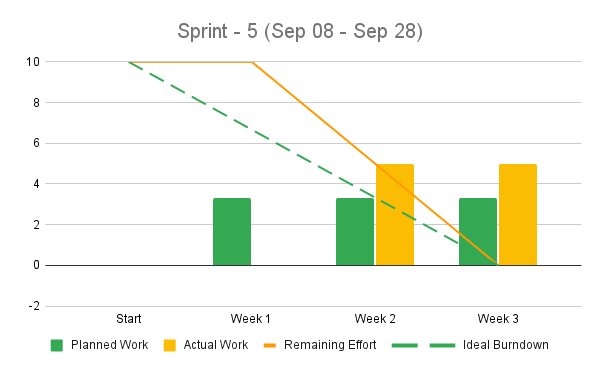 Sprint - 5 (Sep 08 - Sep 28)
10
8
6
4
2
0
-2
Start Week 1 Week 2 Week 3
Planned Work Actual Work Remaining Effort Ideal Burndown